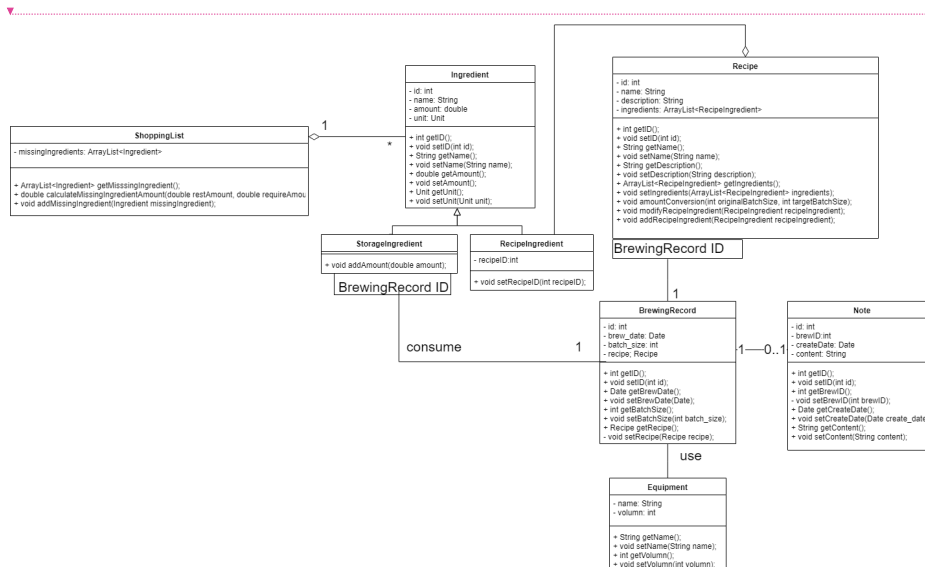 Ingredient
- id: int
- name: String
- amount: double
- unit: Unit
+ int getID();
+ void setID(int id);
+ String getName();
+ void setName(String name);
+ double getAmount();
+ void setAmount();
+ Unit getUnit();
+ void setUnit(Unit unit);
Recipe
- id: int
- name: String
- description: String
- ingredients: ArrayList<RecipeIngredient>
+ int getID();
+ void setID(int id);
+ String getName();
+ void setName(String name);
+ String getDescription();
+ void setDescription(String description);
+ ArrayList<RecipeIngredient> getIngredients();
+ void setIngredients(ArrayList<RecipeIngredient> ingredients);
+ void amountConversion(int originalBatchSize, int targetBatchSize);
+ void modifyRecipeIngredient(RecipeIngredient recipeIngredient);
+ void addRecipeIngredient(RecipeIngredient recipeIngredient);
BrewingRecord ID
ShoppingList
- missingIngredients: ArrayList<Ingredient>
+ ArrayList<Ingredient> getMisssingIngredient();
+ double calculateMissingIngredientAmount(double restAmount, double requireAmou
+ void addMissingIngredient(Ingredient missingIngredient);
1
*
StorageIngredient
+ void addAmount(double amount);
BrewingRecord ID
RecipeIngredient
- recipeID:int
+ void setRecipeID(int recipeID);
consume
1
1
BrewingRecord
- id: int
- brew_date: Date
- batch_size: int
- recipe; Recipe
+ int getID();
+ void setID(int id);
+ Date getBrewDate();
+ void setBrewDate(Date);
+ int getBatchSize();
+ void setBatchSize(int batch_size);
+ Recipe getRecipe();
- void setRecipe(Recipe recipe);
1
0..1
Note
- id: int
- brewID:int
- createDate: Date
- content: String
+ int getID();
+ void setID(int id);
+ int getBrewID();
- void setBrewID(int brewID);
+ Date getCreateDate();
+ void setCreateDate(Date create_date
+ String getContent();
+ void setContent(String content);
use
Equipment
- name: String
- volumn: int
+ String getName();
+ void setName(String name);
+ int getVolumn();
+ void setVolumn(int volumn);